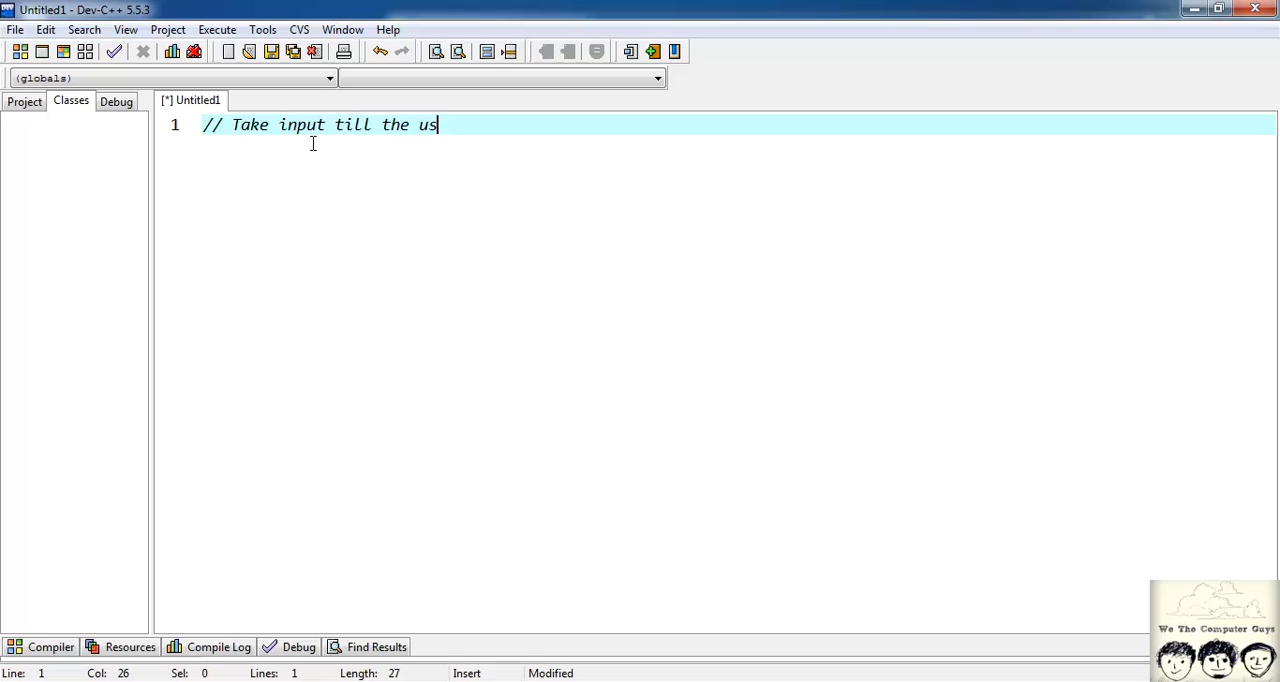 Untitled1 - Dev-C++ 5.5.3
File Edit Search View Project Execute Tools CVS Window Help
(globals)
Project Classes Debug [*] Untitled1
1 // Take input till the us
We The Computer Guys
Compiler Resources Compile Log Debug Find Results
Line: 1 Col: 26 Sel: 0 Lines: 1 Length: 27 Insert Modified